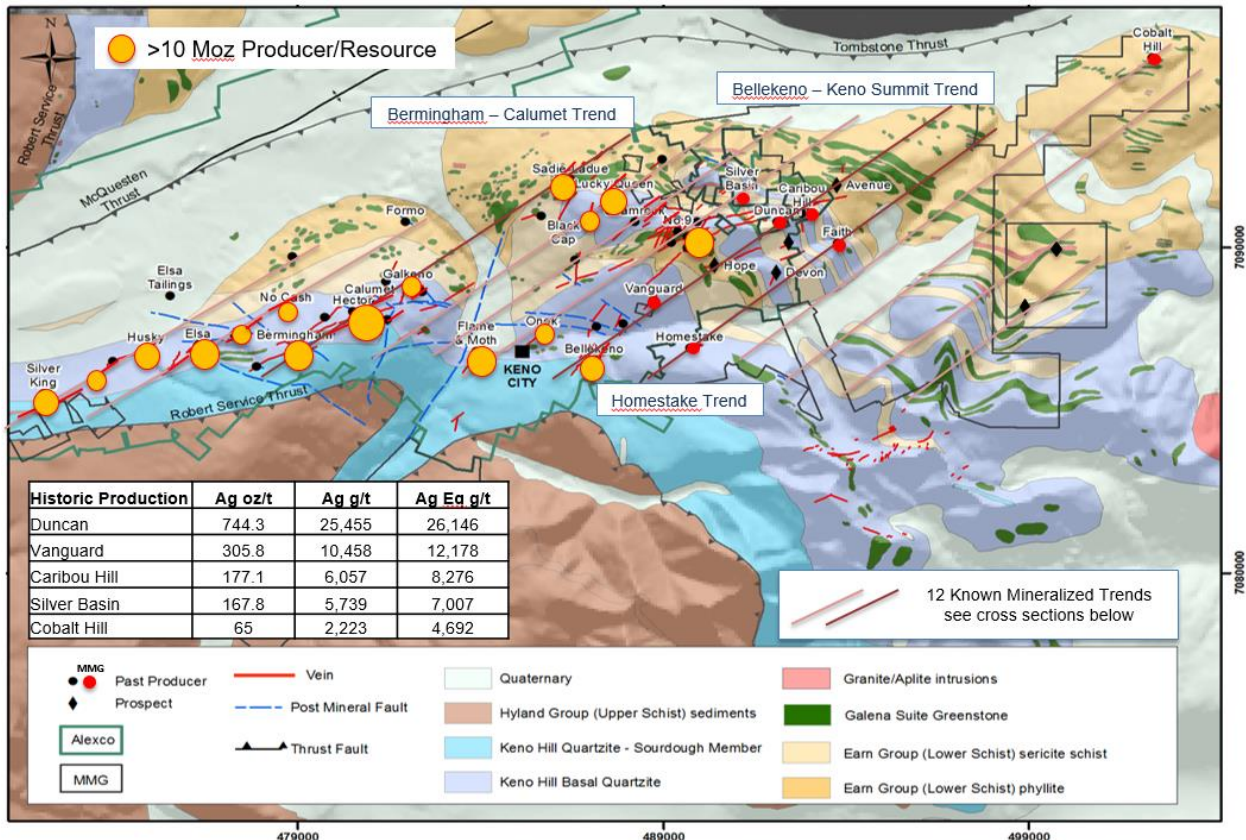 N
>10 Moz Producer/Resource
Tombstone Thrust
Cobalt
Hill
Bellekeno – Keno Summit Trend
Bermingham – Calumet Trend
Robert Service
Thrust
McQuesten
Thrust
Sadie Ladue
Lucky Queen
Silver
Basin
Caribou
Hill
Avenue
Formo
Black
Cap
No.9
Duncan
Faith
7090000
Elsa
Tailings
Galkeno
Hope
Devon
No Cash
Calumet
Hector
Vanguard
Husky
Elsa
Bermingham
Flame
& Moth
Onek
Bellekeno
Homestake
KENO
CITY
Silver
King
Robert Service Thrust
Homestake Trend
Historic Production Ag oz/t Ag g/t Ag Eq g/t
Duncan 744.3 25,455 26,146
Vanguard 305.8 10,458 12,178
Caribou Hill 177.1 6,057 8,276
Silver Basin 167.8 5,739 7,007
Cobalt Hill 65 2,223 4,692
7080000
12 Known Mineralized Trends
see cross sections below
MMG
Past Producer
Prospect
Alexco
MMG
Vein
Post Mineral Fault
Thrust Fault
Quaternary
Hyland Group (Upper Schist) sediments
Keno Hill Quartzite - Sourdough Member
Keno Hill Basal Quartzite
Granite/Aplite intrusions
Galena Suite Greenstone
Earn Group (Lower Schist) sericite schist
Earn Group (Lower Schist) phyllite
479000
489000
499000